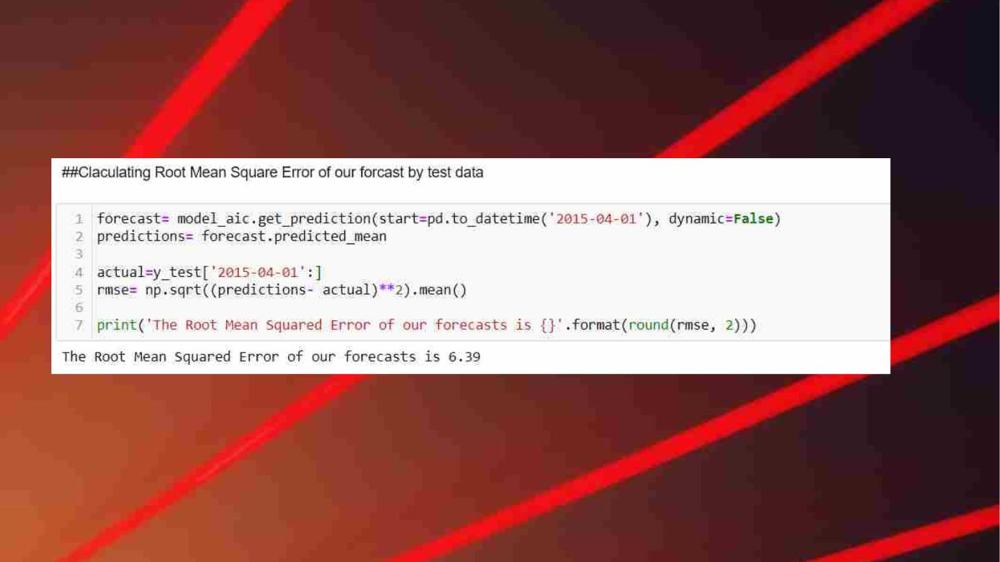 ##Claculating Root Mean Square Error of our forcast by test data
1 forecast= model_aic.get_prediction(start=pd.to_datetime('2015-04-01'), dynamic=False)
2 predictions= forecast.predicted_mean
3
4 actual=y_test['2015-04-01':]
5 rmse= np.sqrt((predictions- actual)**2).mean()
6
7 print('The Root Mean Squared Error of our forecasts is {}'.format(round(rmse, 2)))
The Root Mean Squared Error of our forecasts is 6.39